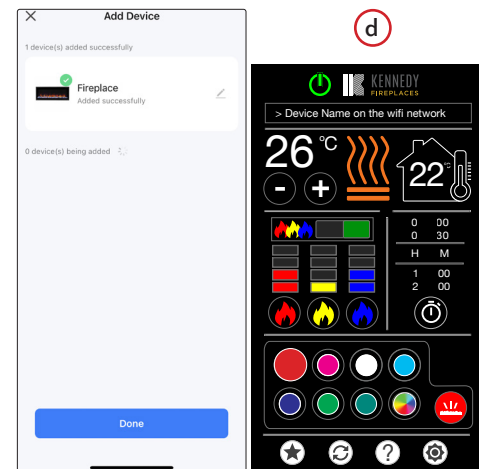 Add Device
1 device(s) added successfully
Fireplace
Added successfully
0 device(s) being added
Done
d
KENNEDY
FIREPLACES
> Device Name on the wifi network
26 °C
22 °C
- +
0 00
0 30
H M
1 00
2 00
?